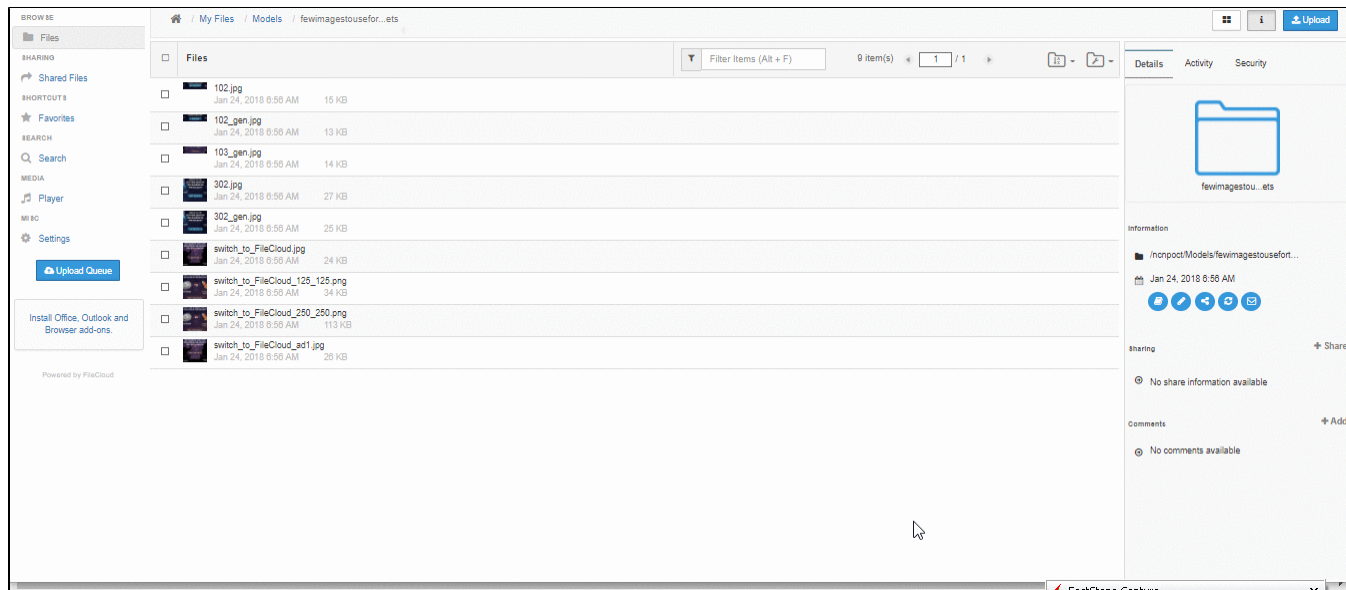 BROWSE
Files
SHARING
Shared Files
SHORTCUTS
Favorites
SEARCH
Search
MEDIA
Player
MISC
Settings
Upload Queue
Install Office, Outlook and
Browser add-ons.
Powered by FileCloud
/ My Files / Models / fewimagestousefor...ets
i Upload
Files
Filter Items (Alt + F)
9 item(s) 1 / 1
102.jpg
Jan 24, 2018 6:56 AM 15 KB
102_gen.jpg
Jan 24, 2018 6:56 AM 13 KB
103_gen.jpg
Jan 24, 2018 6:56 AM 14 KB
302.jpg
Jan 24, 2018 6:56 AM 27 KB
302_gen.jpg
Jan 24, 2018 6:56 AM 25 KB
switch_to_FileCloud.jpg
Jan 24, 2018 6:56 AM 24 KB
switch_to_FileCloud_125_125.png
Jan 24, 2018 6:56 AM 34 KB
switch_to_FileCloud_250_250.png
Jan 24, 2018 6:56 AM 113 KB
switch_to_FileCloud_ad1.jpg
Jan 24, 2018 6:56 AM 26 KB
Details Activity Security
fewimagestou...ets
Information
/ncnpoct/Models/fewimagestousefort...
Jan 24, 2018 6:56 AM
Sharing + Share
No share information available
Comments + Add
No comments available